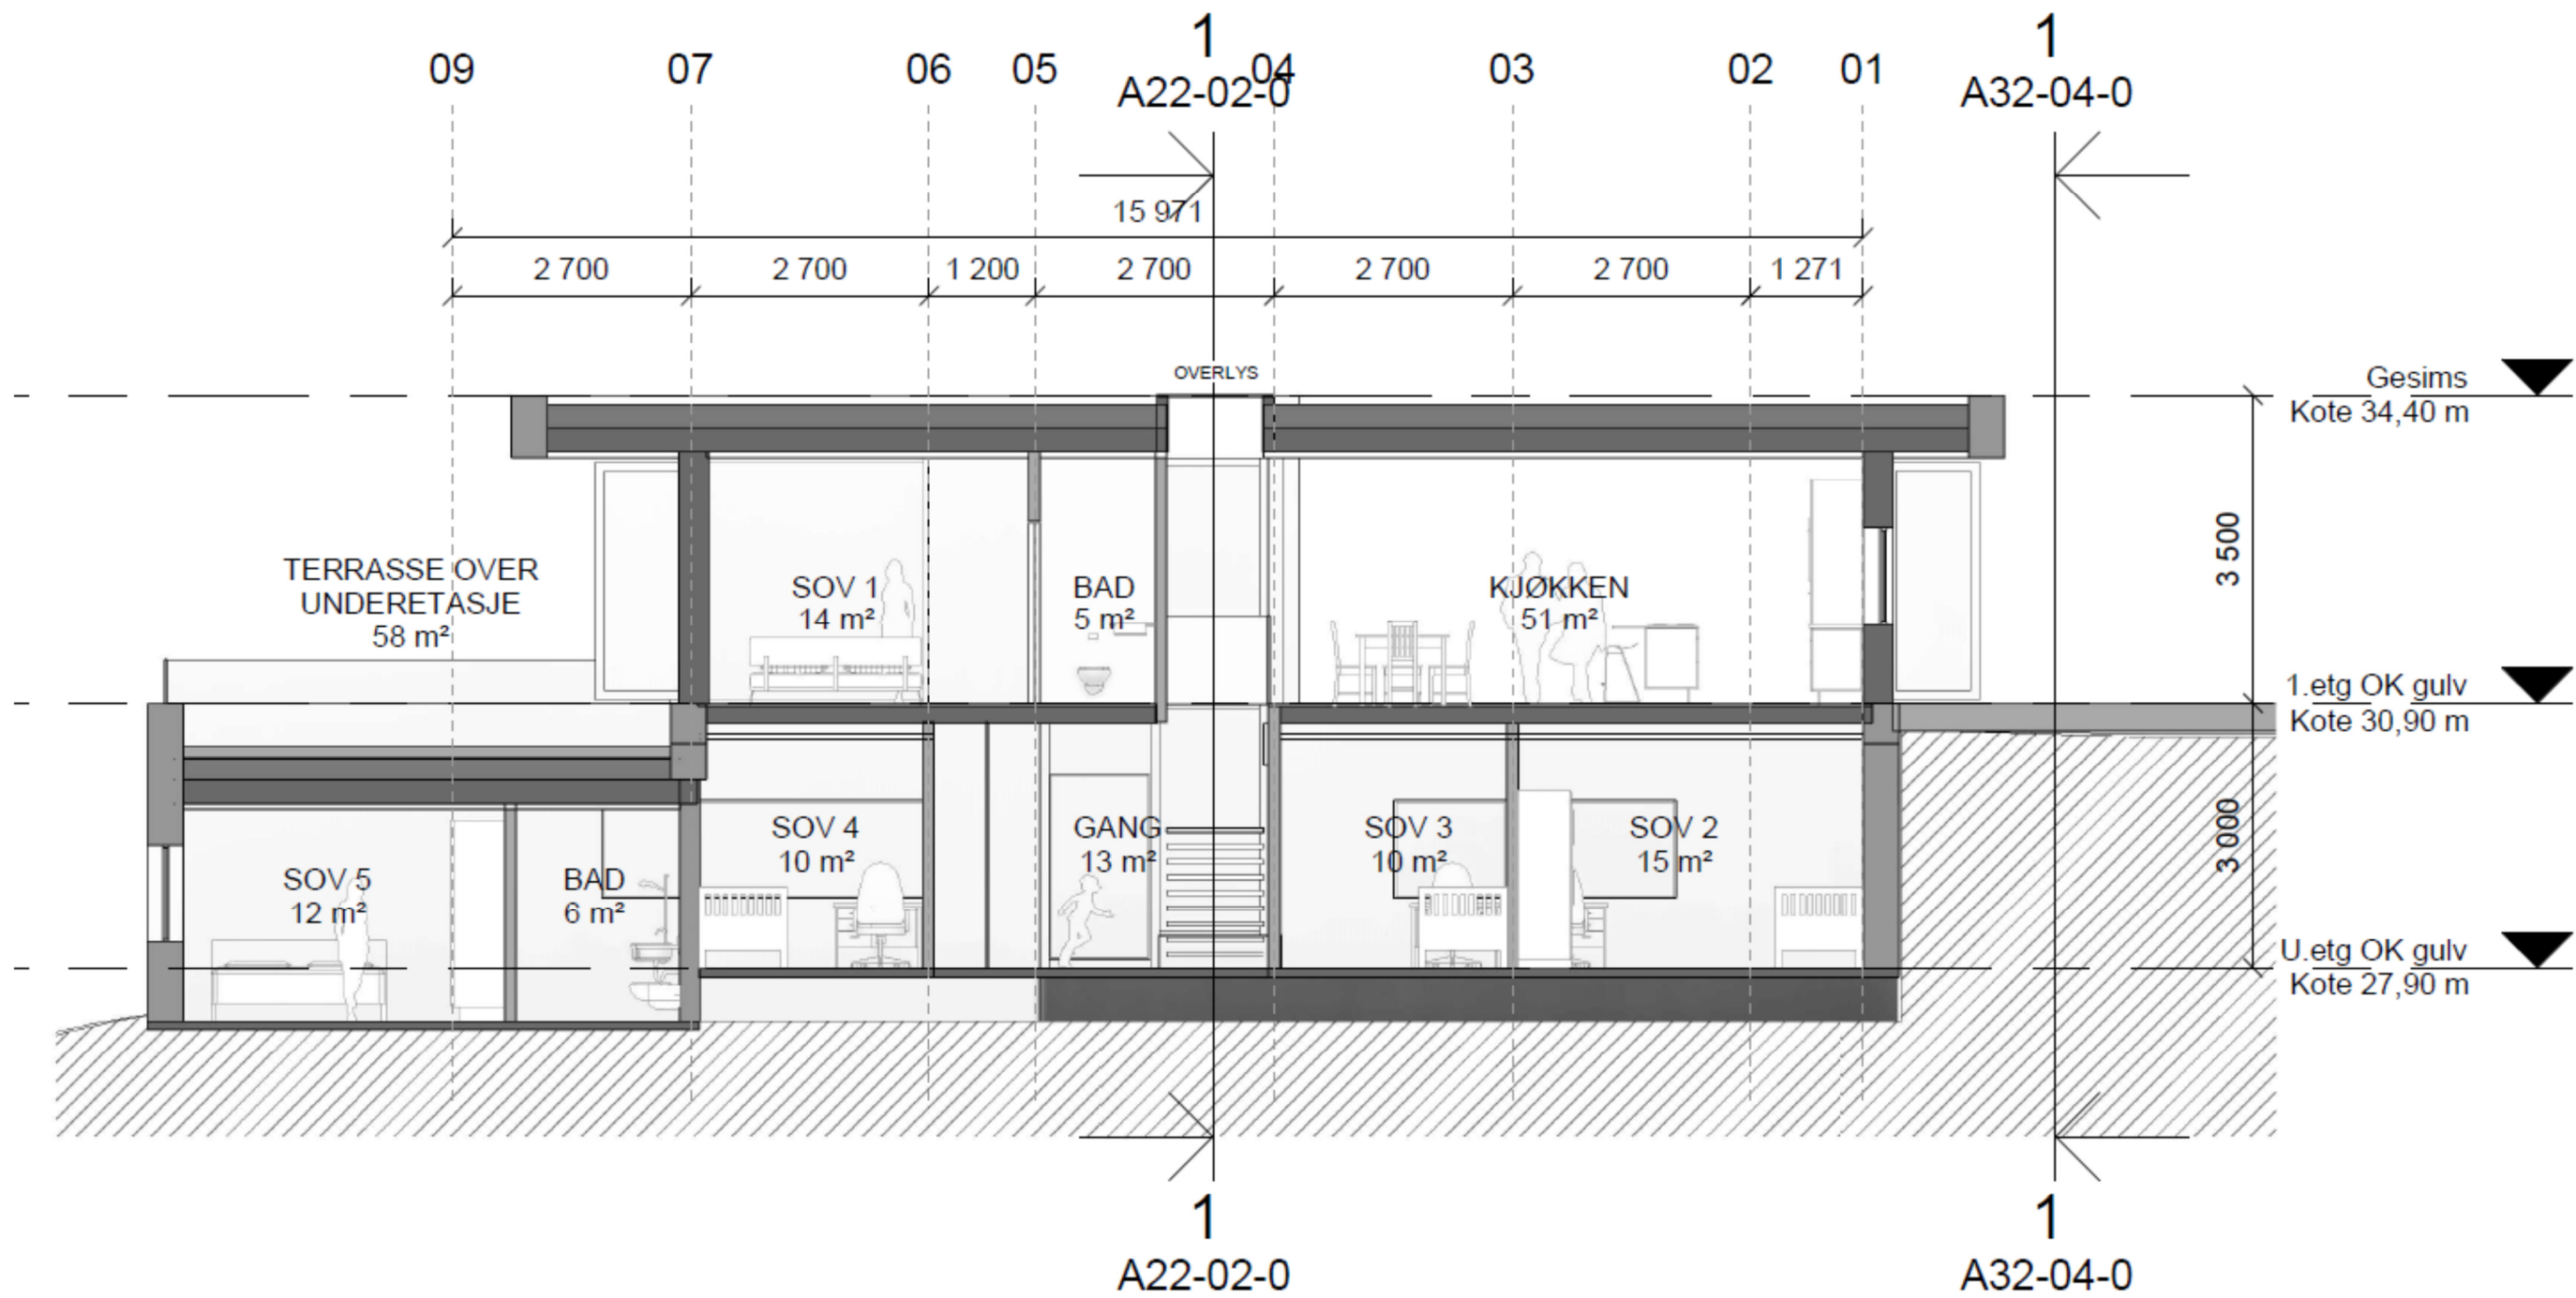 1
1
09
07
06
05
A22-02-0
04
03
02
01
A32-04-0
15 971
2 700
2 700
1 200
2 700
2 700
2 700
1 271
OVERLYS
Gesims
Kote 34,40 m
3 500
TERRASSE OVER
UNDERETASJE
58 m²
SOV 1
14 m²
BAD
5 m²
KJØKKEN
51 m²
1.etg OK gulv
Kote 30,90 m
3 000
SOV 5
12 m²
BAD
6 m²
SOV 4
10 m²
GANG
13 m²
SOV 3
10 m²
SOV 2
15 m²
U.etg OK gulv
Kote 27,90 m
1
A22-02-0
1
A32-04-0